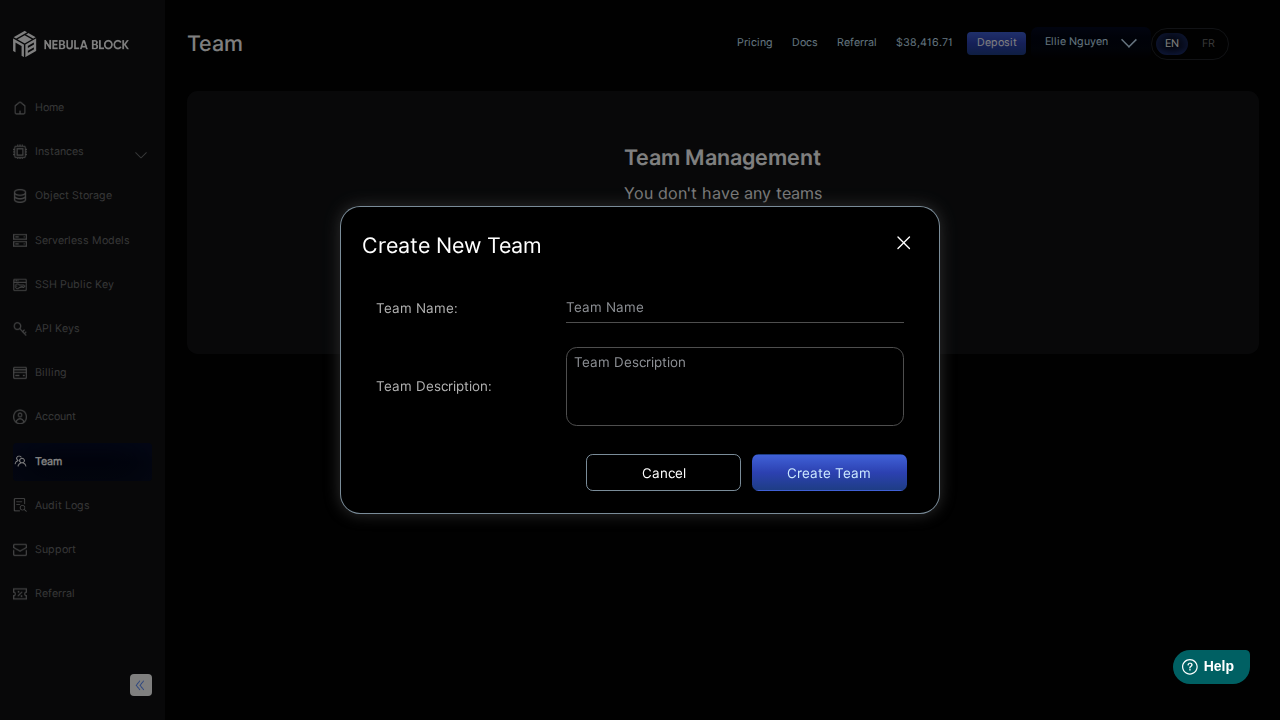 NEBULA BLOCK
Team
Pricing
Docs
Referral
$38,416.71
Deposit
Ellie Nguyen
EN
FR
Home
Instances
Object Storage
Serverless Models
SSH Public Key
API Keys
Billing
Account
Team
Audit Logs
Support
Referral
Team Management
You don't have any teams
Create New Team
Team Name:
Team Name
Team Description:
Team Description
Cancel
Create Team
Help